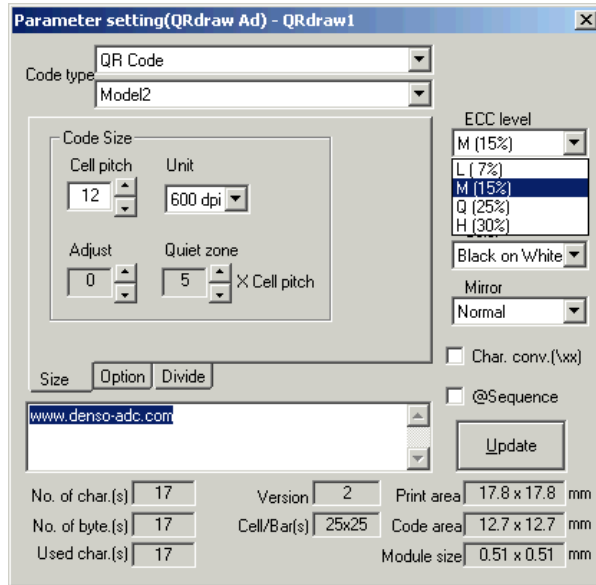 Parameter setting(QRdraw Ad) - QRdraw1
Code type
QR Code
Model2
ECC level
M (15%)
L ( 7%)
M (15%)
Q (25%)
H (30%)
Black on White
Mirror
Normal
Char. conv.(\xx)
@Sequence
Update
Code Size
Cell pitch
Unit
12
600 dpi
Adjust
Quiet zone
0
5
X Cell pitch
Size
Option
Divide
www.denso-adc.com
No. of char.(s) 17
Version 2
Print area 17.8 x 17.8 mm
No. of byte.(s) 17
Cell/Bar(s) 25x25
Code area 12.7 x 12.7 mm
Used char.(s) 17
Module size 0.51 x 0.51 mm